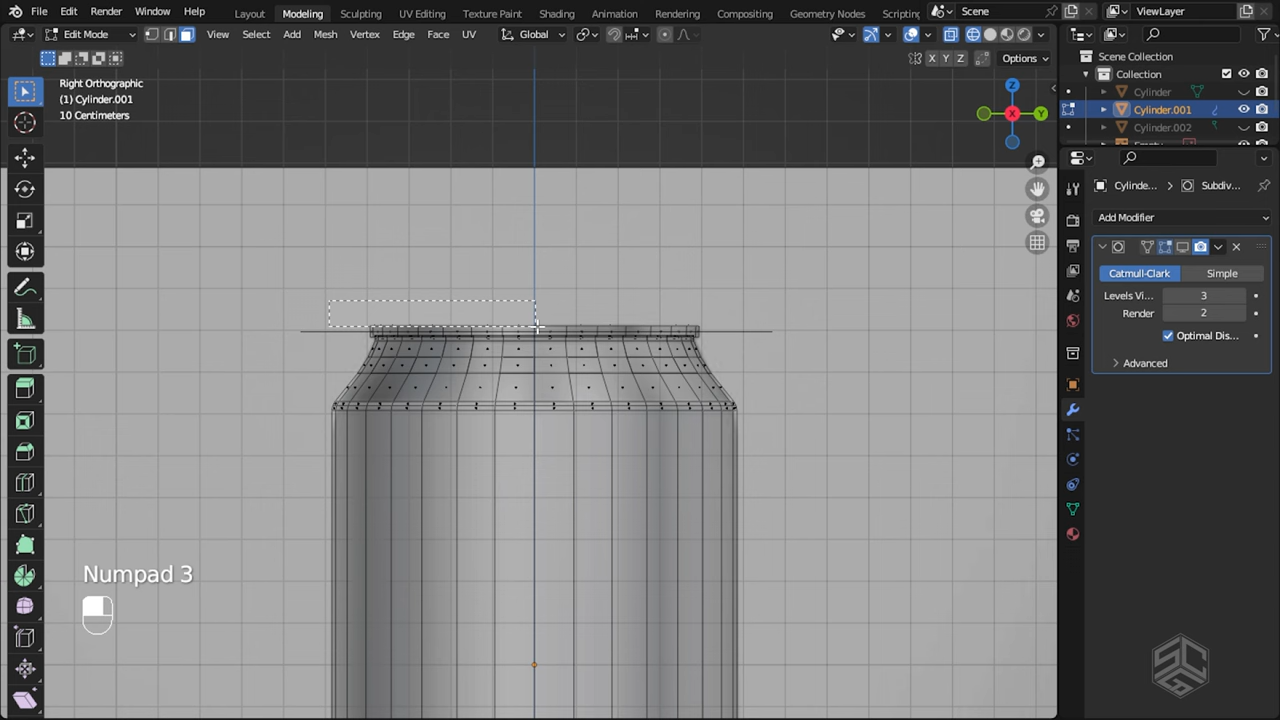 File Edit Render Window Help Layout Modeling Sculpting UV Editing Texture Paint Shading Animation Rendering Compositing Geometry Nodes Scripting Scene ViewLayer
Edit Mode View Select Add Mesh Vertex Edge Face UV Global
X Y Z Options
Right Orthographic
(1) Cylinder.001
10 Centimeters
Z
X
Y
Scene Collection
Collection
Cylinder
Cylinder.001
Cylinder.002
Cylinde... > Subdiv...
Add Modifier
Catmull-Clark Simple
Levels Vi... 3
Render 2
Optimal Dis...
Advanced
Numpad 3